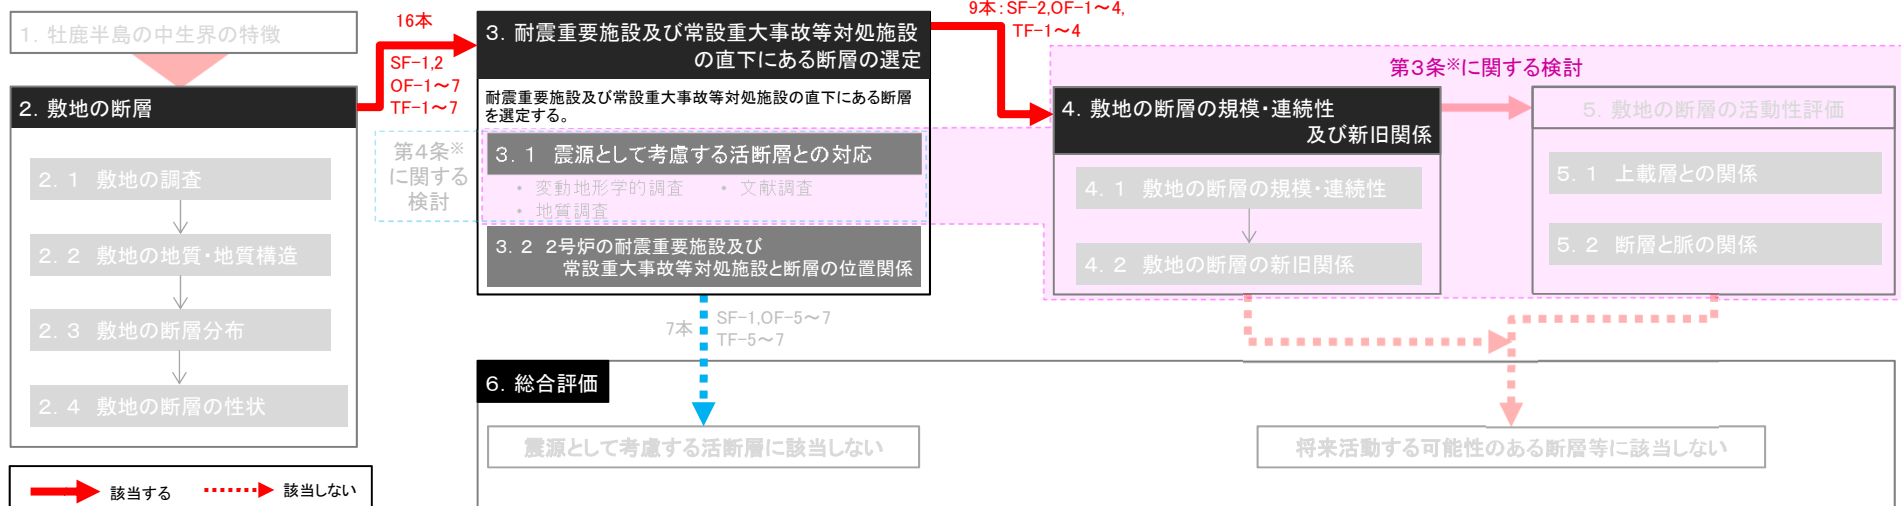 1. 牡鹿半島の中生界の特徴
2. 敷地の断層
2. 1 敷地の調査
2. 2 敷地の地質・地質構造
2. 3 敷地の断層分布
2. 4 敷地の断層の性状
16本
SF-1,2
OF-1～7
TF-1～7
3. 耐震重要施設及び常設重大事故等対処施設
の直下にある断層の選定
耐震重要施設及び常設重大事故等対処施設の直下にある断層
を選定する。
第4条※
に関する
検討
3. 1 震源として考慮する活断層との対応
・ 変動地形学的調査 ・ 文献調査
・ 地質調査
3. 2 2号炉の耐震重要施設及び
常設重大事故等対処施設と断層の位置関係
9本：SF-2,OF-1～4,
TF-1～4
第3条※に関する検討
4. 敷地の断層の規模・連続性
及び新旧関係
4. 1 敷地の断層の規模・連続性
4. 2 敷地の断層の新旧関係
5. 敷地の断層の活動性評価
5. 1 上載層との関係
5. 2 断層と脈の関係
7本
SF-1,OF-5～7
TF-5～7
6. 総合評価
震源として考慮する活断層に該当しない
将来活動する可能性のある断層等に該当しない
該当する
該当しない